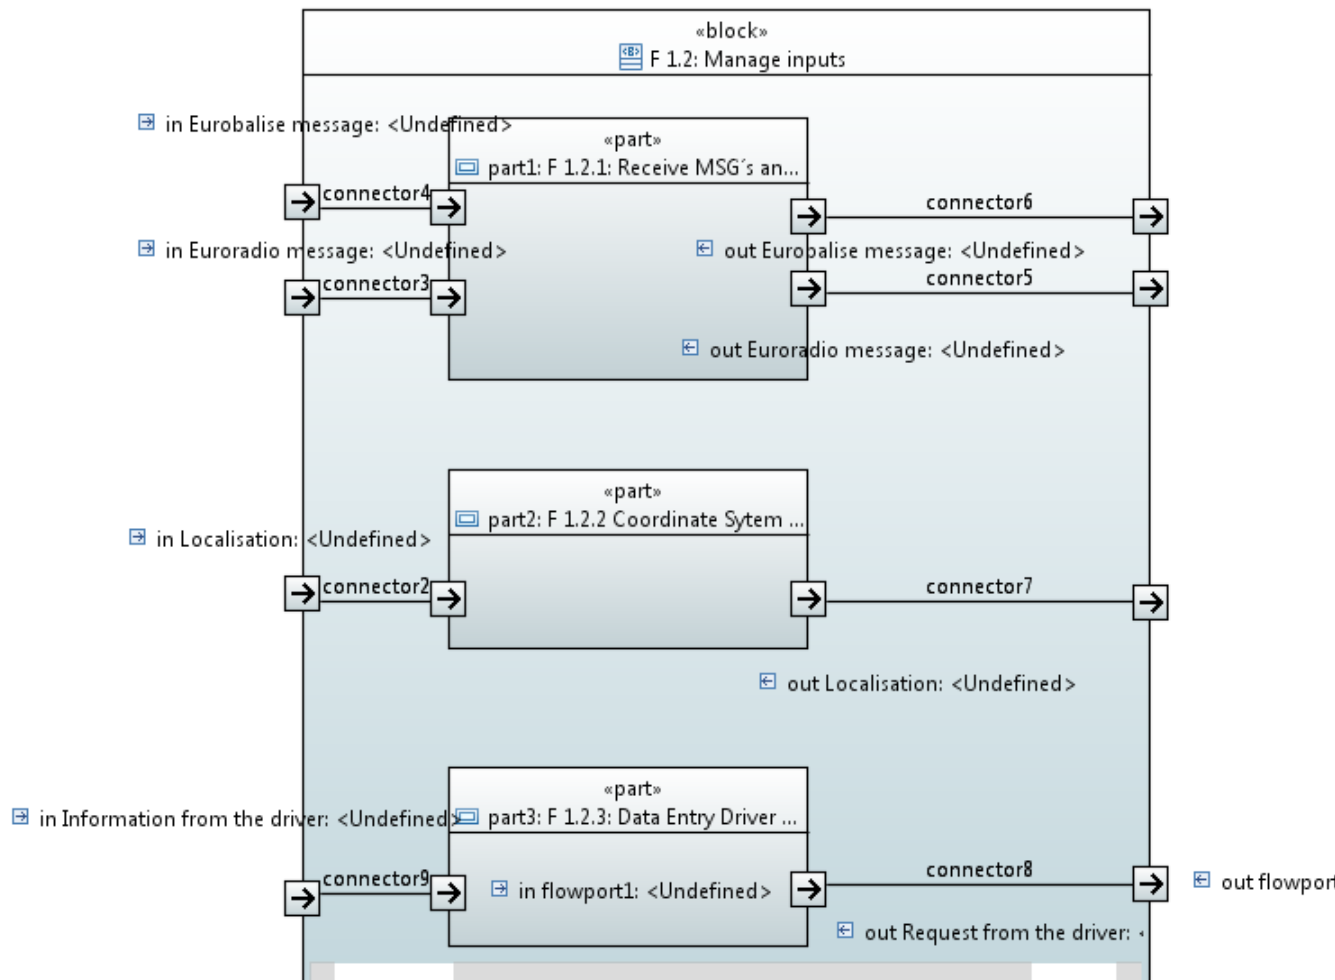 «block»
F 1.2: Manage inputs
in Eurobalise message: <Undefined>
«part»
part1: F 1.2.1: Receive MSG´s an...
connector4
connector6
in Euroradio message: <Undefined>
out Eurobalise message: <Undefined>
connector3
connector5
out Euroradio message: <Undefined>
«part»
part2: F 1.2.2 Coordinate Sytem ...
in Localisation: <Undefined>
connector2
connector7
out Localisation: <Undefined>
«part»
in Information from the driver: <Undefined>
part3: F 1.2.3: Data Entry Driver ...
connector9
connector8
in flowport1: <Undefined>
out flowport
out Request from the driver: <